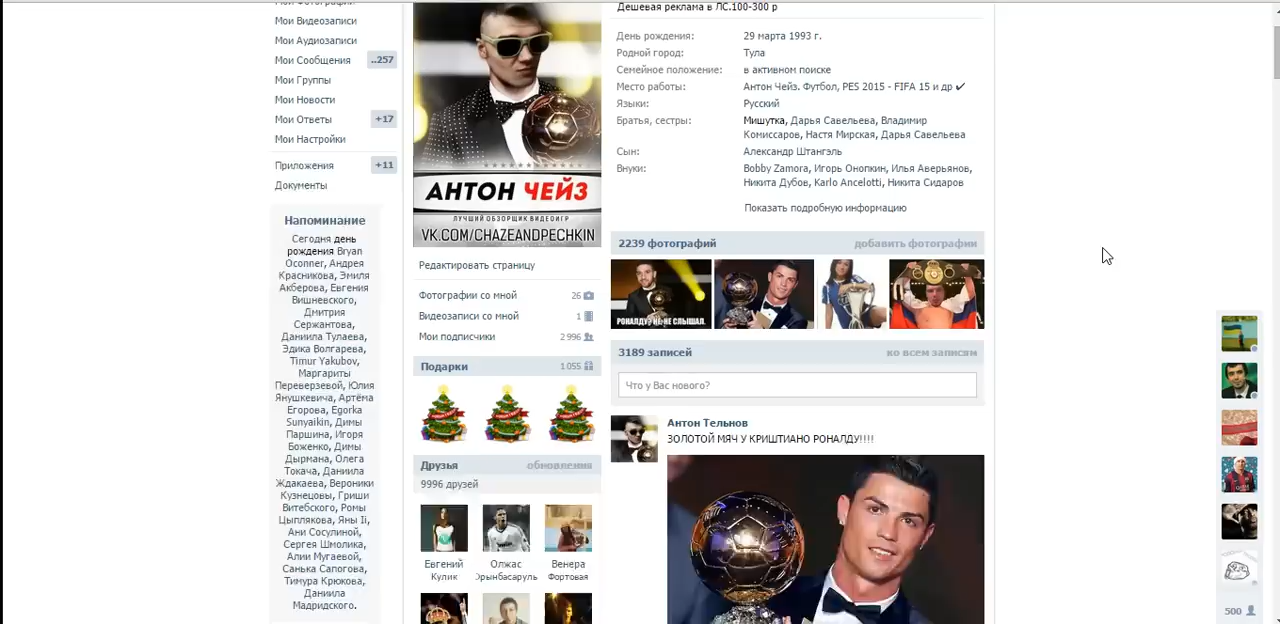 Мои Видеозаписи
Мои Аудиозаписи
Мои Сообщения
..257
Мои Группы
Мои Новости
Мои Ответы
+17
Мои Настройки
Приложения
+11
Документы
Напоминание
Сегодня день
рождения Bryan
Oconner, Андрея
Красникова, Эмиля
Акберова, Евгения
Вишневского,
Дмитрия
Сержантова,
Даниила Тулаева,
Эдика Волгарева,
Timur Yakubov,
Маргариты
Переверзевой, Юлия
Янушкевича, Артёма
Егорова, Egorka
Sunyaikin, Димы
Паршина, Игоря
Боженко, Димы
Дырмана, Олега
Токача, Даниила
Ждакаева, Вероники
Кузнецовы, Гриши
Витебского, Ромы
Цыплякова, Яны Ii,
Ани Сосулиной,
Сергея Шмолика,
Алии Мугаевой,
Санька Сапогова,
Тимура Крюкова,
Даниила
Мадридского.
АНТОН ЧЕЙЗ
ЛУЧШИЙ ОБЗОРЩИК ВИДЕОИГР
VK.COM/CHAZEANDPECHKIN
Редактировать страницу
Фотографии со мной 26
Видеозаписи со мной 1
Мои подписчики 2 996
Подарки 1 055
Друзья обновления
9996 друзей
Евгений
Кулик
Олжас
Венера
Фортовая
Дешевая реклама в ЛС.100-300 р
День рождения: 29 марта 1993 г.
Родной город: Тула
Семейное положение: в активном поиске
Место работы: Антон Чейз. Футбол, PES 2015 - FIFA 15 и др ✔
Языки: Русский
Братья, сестры: Мишутка, Дарья Савельева, Владимир
Комиссаров, Настя Мирская, Дарья Савельева
Сын: Александр Штангэль
Внуки: Bobby Zamora, Игорь Онопкин, Илья Аверьянов,
Никита Дубов, Karlo Ancelotti, Никита Сидаров
Показать подробную информацию
2239 фотографий добавить фотографии
РОНАЛДУ? НЕ, НЕ СЛЫШАЛ.
3189 записей ко всем записям
Что у Вас нового?
Антон Тельнов
ЗОЛОТОЙ МЯЧ У КРИШТИАНО РОНАЛДУ!!!!
500